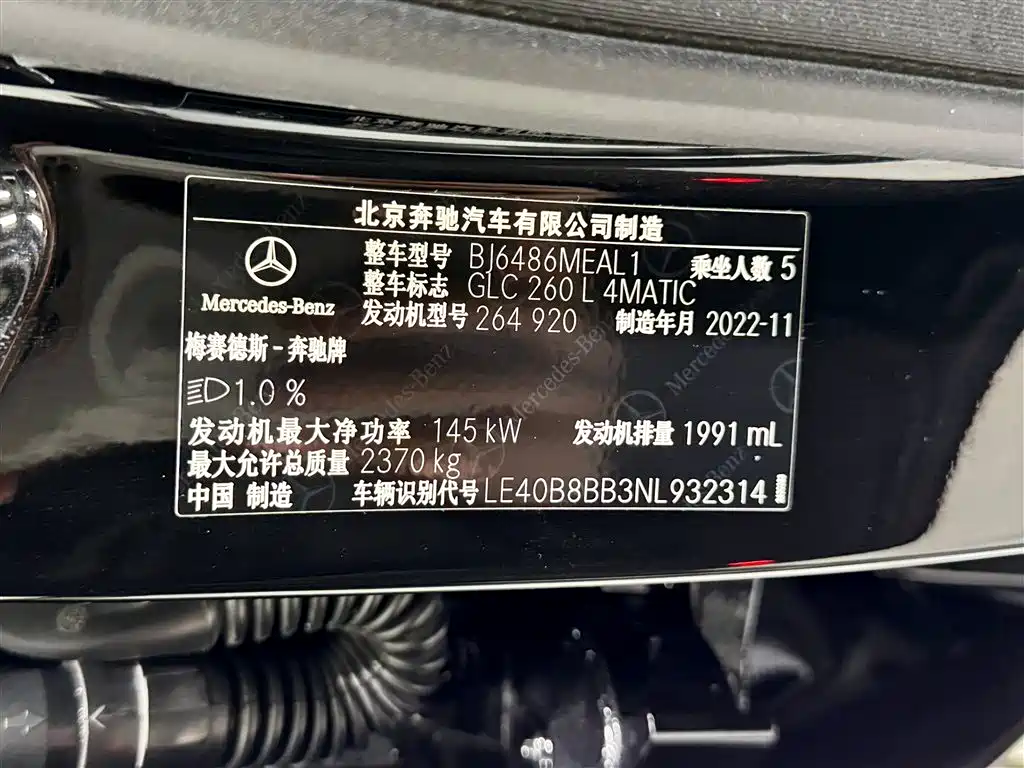 北京奔驰汽车有限公司制造
整车型号 BJ6486MEAL1 乘坐人数 5
整车标志 GLC 260 L 4MATIC
Mercedes-Benz
发动机型号 264 920 制造年月 2022-11
梅赛德斯-奔驰牌
1.0 %
发动机最大净功率 145 kW 发动机排量 1991 mL
最大允许总质量 2370 kg
中国 制造 车辆识别代号 LE40B8BB3NL932314